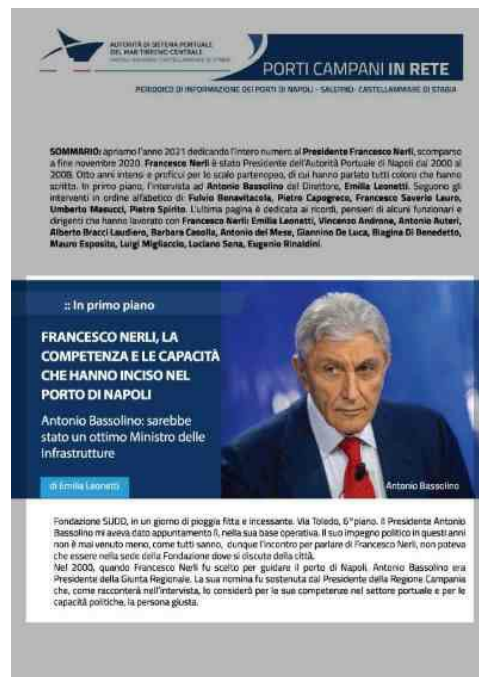 AUTORITÀ DI SISTEMA PORTUALE
DEL MAR TIRRENO CENTRALE
PORTI CAMPANI IN RETE
PERIODICO DI INFORMAZIONE DEI PORTI DI NAPOLI - SALERNO- CASTELLAMMARE DI STABIA
SOMMARIO: apriamo l'anno 2021 dedicando l'intero numero al Presidente Francesco Nerli, scomparso
a fine novembre 2020. Francesco Nerli è stato Presidente dell'Autorità Portuale di Napoli dal 2000 al
2008. Otto anni intensi e proficui per lo scalo partenopeo, di cui hanno parlato tutti coloro che hanno
scritto. In primo piano, l'intervista ad Antonio Bassolino del Direttore, Emilia Leonetti. Seguono gli
interventi in ordine alfabetico di: Fulvio Bonavitacola, Pietro Capogreco, Francesco Saverio Lauro,
Umberto Masucci, Pietro Spirito. L'ultima pagina è dedicata ai ricordi, pensieri di alcuni funzionari e
dirigenti che hanno lavorato con Francesco Nerli: Emilia Leonetti, Vincenzo Androne, Antonio Auteri,
Alberto Bracci Laudiero, Barbara Casolla, Antonio del Mese, Giannino De Luca, Biagina Di Benedetto,
Mauro Esposito, Luigi Migliaccio, Luciano Sena, Eugenio Rinaldini.
:: In primo piano
FRANCESCO NERLI, LA
COMPETENZA E LE CAPACITÀ
CHE HANNO INCISO NEL
PORTO DI NAPOLI
Antonio Bassolino: sarebbe
stato un ottimo Ministro delle
Infrastrutture
di Emilia Leonetti
Antonio Bassolino
Fondazione SUDD, in un giorno di pioggia fitta e incessante. Via Toledo, 6°piano. Il Presidente Antonio
Bassolino mi aveva dato appuntamento lì, nella sua base operativa. Il suo impegno politico in questi anni
non è mai venuto meno, come tutti sanno, dunque l'incontro per parlare di Francesco Nerli, non poteva
che essere nella sede della Fondazione dove si discute della città.
Nel 2000, quando Francesco Nerli fu scelto per guidare il porto di Napoli, Antonio Bassolino era
Presidente della Giunta Regionale. La sua nomina fu sostenuta dal Presidente della Regione Campania
che, come racconterà nell'intervista, lo considerò per le sue competenze nel settore portuale e per le
capacità politiche, la persona giusta.